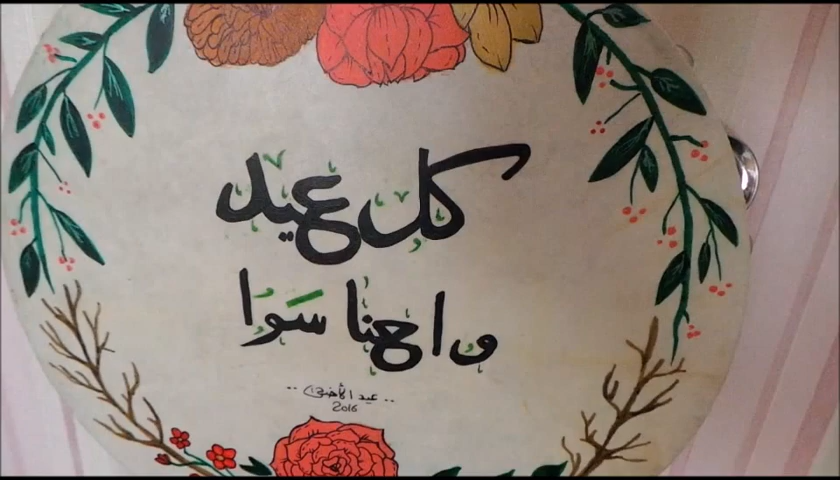 كل عيد
واحنا سوا
.. عيد الأضحى ..
2016